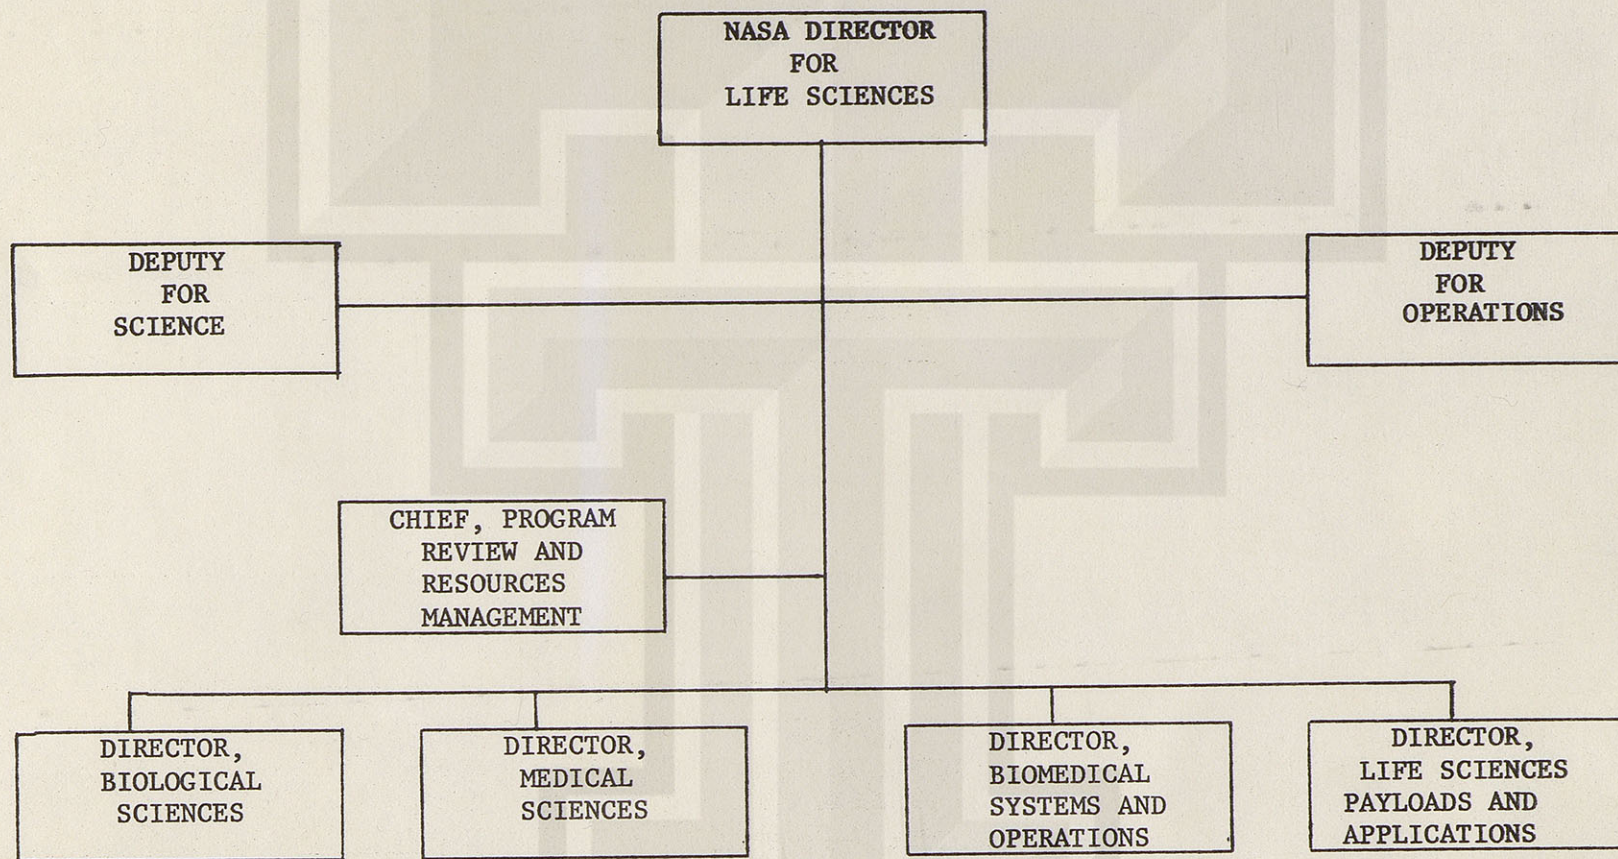 NASA DIRECTOR
FOR
LIFE SCIENCES
DEPUTY
FOR
SCIENCE
DEPUTY
FOR
OPERATIONS
CHIEF, PROGRAM
REVIEW AND
RESOURCES
MANAGEMENT
DIRECTOR,
BIOLOGICAL
SCIENCES
DIRECTOR,
MEDICAL
SCIENCES
DIRECTOR,
BIOMEDICAL
SYSTEMS AND
OPERATIONS
DIRECTOR,
LIFE SCIENCES
PAYLOADS AND
APPLICATIONS